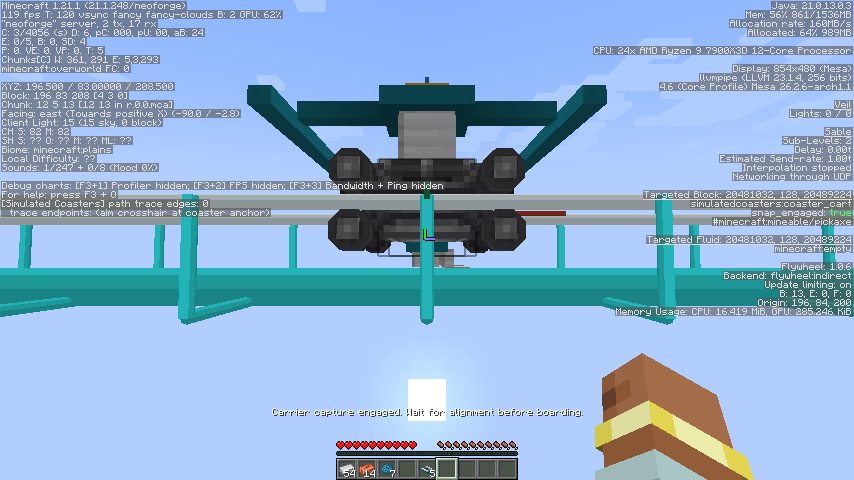 Minecraft 1.21.1 (21.1.248/neoforge)
119 fps T: 120 vsync fancy fancy-clouds B: 2 GPU: 62%
"neoforge" server, 2 tx, 17 rx
C: 3/4056 (s) D: 6, pC: 000, pU: 00, aB: 24
E: 0/5, B: 0, SD: 4
P: 0. VE: 0. VP: 0. T: 5
Chunks[C] W: 361, 291 E: 5,3,293
minecraft:overworld FC: 0
XYZ: 196.500 / 83.00000 / 208.500
Block: 196 83 208 [4 3 0]
Chunk: 12 5 13 [12 13 in r.0.0.mca]
Facing: east (Towards positive X) (-90.0 / -2.8)
Client Light: 15 (15 sky, 0 block)
CH S: 82 M: 82
SH S: ?? O: ?? M: ?? ML: ??
Biome: minecraft:plains
Local Difficulty: ??
Sounds: 1/247 + 0/8 (Mood 0%)
Debug charts: [F3+1] Profiler hidden; [F3+2] FPS hidden; [F3+3] Bandwidth + Ping hidden
For help: press F3 + Q
[Simulated Coasters] path trace edges: 0
trace endpoints: (aim crosshair at coaster anchor)
Java: 21.0.13.0.3
Mem: 56% 861/1536MB
Allocation rate: 160MB/s
Allocated: 64% 989MB
CPU: 24x AMD Ryzen 9 7900X3D 12-Core Processor
Display: 854x480 (Mesa)
llvmpipe (LLVM 23.1.4, 256 bits)
4.6 (Core Profile) Mesa 26.2.6-arch1.1
Veil
Lights: 0 / 0
Sable
Sub-Levels: 2
Delay: 0.00t
Estimated Send-rate: 1.00t
Interpolation stopped
Networking through UDP
Targeted Block: 20481032, 128, 20489224
simulatedcoasters:coaster_cart
snap_engaged: true
#minecraft:mineable/pickaxe
Targeted Fluid: 20481032, 128, 20489224
minecraft:empty
Flywheel: 1.0.6
Backend: flywheel:indirect
Update limiting: on
B: 13, E: 0, F: 0
Origin: 196, 84, 200
Memory Usage: CPU: 16.419 MiB, GPU: 285.246 KiB
Carrier capture engaged. Wait for alignment before boarding.
54 14 7 5